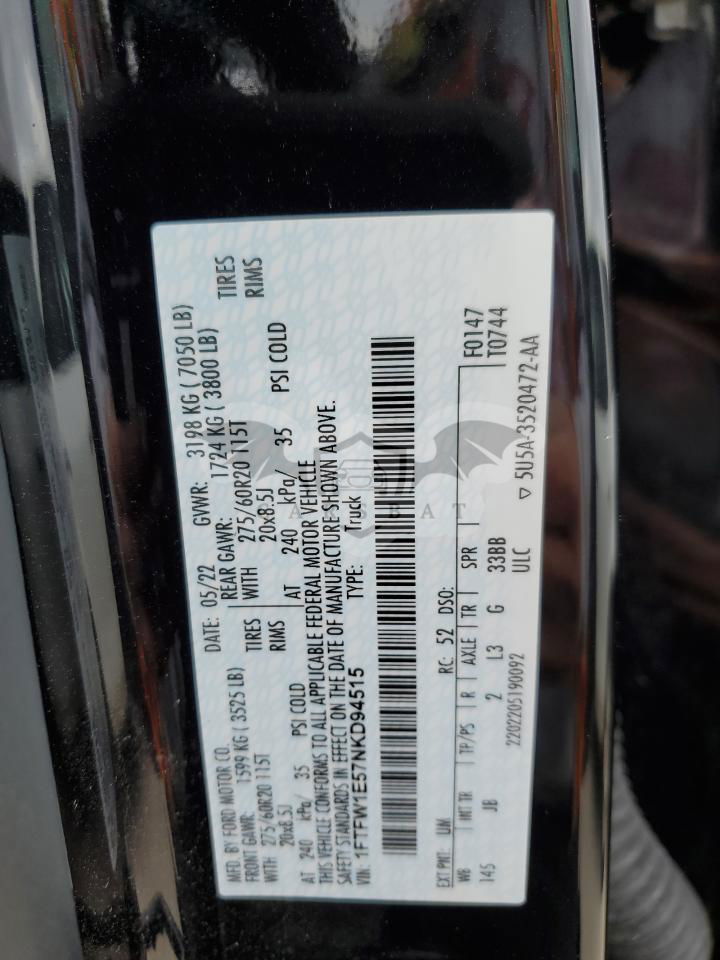 MFD. BY FORD MOTOR CO.
DATE: 05/22 GVWR: 3198 KG ( 7050 LB)
FRONT GAWR: 1599 KG ( 3525 LB) REAR GAWR: 1724 KG ( 3800 LB)
WITH 275/60R20 115T TIRES WITH 275/60R20 115T TIRES
20x8.5J RIMS 20x8.5J RIMS
AT 240 kPa/ 35 PSI COLD AT 240 kPa/ 35 PSI COLD
THIS VEHICLE CONFORMS TO ALL APPLICABLE FEDERAL MOTOR VEHICLE
SAFETY STANDARDS IN EFFECT ON THE DATE OF MANUFACTURE SHOWN ABOVE.
VIN: 1FTFW1E57NKD94515 TYPE: Truck
EXT PNT: UM RC: 52 DSO: F0147
WB INT TR TP/PS R AXLE TR SPR T0744
145 JB 2 L3 G 33BB
ULC
2202205190092 ▽ 5U5A-3520472-AA